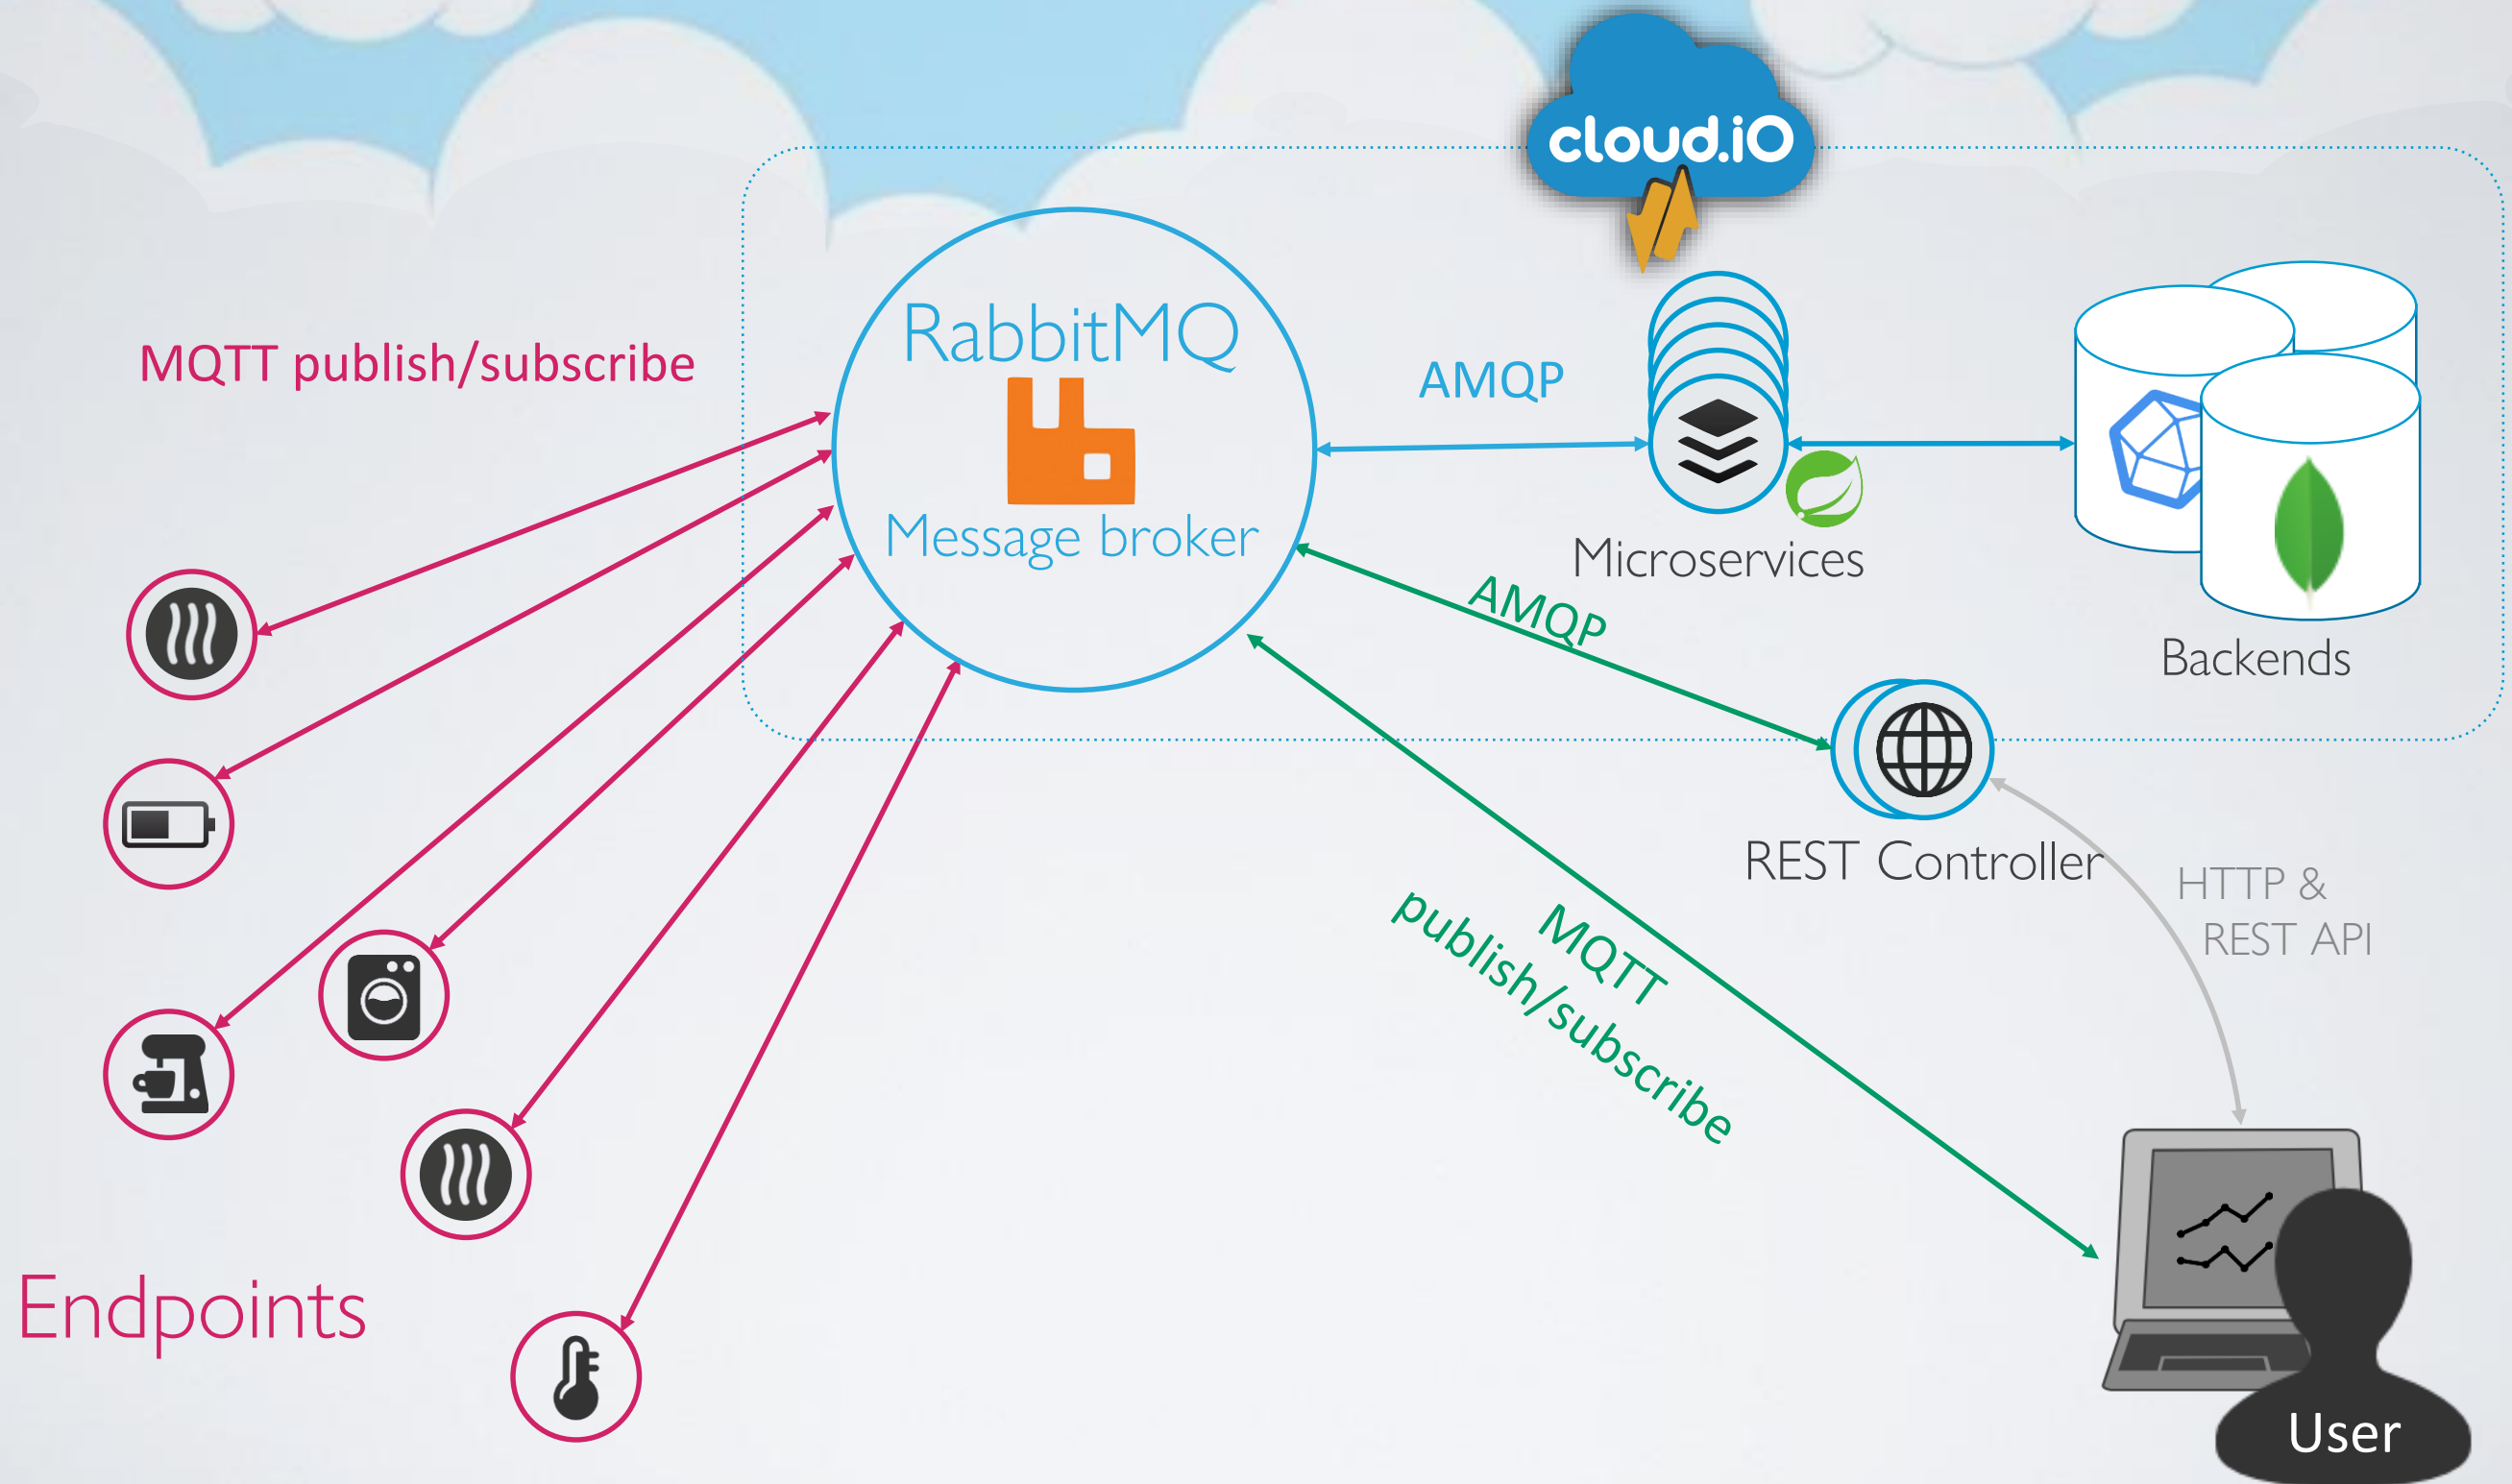 cloud.iO
MQTT publish/subscribe
RabbitMQ
Message broker
AMQP
Microservices
Backends
AMQP
REST Controller
HTTP &
REST API
MQTT
publish/subscribe
Endpoints
User